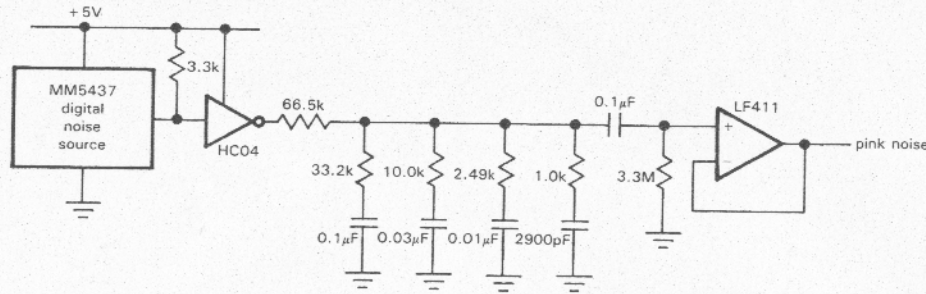 +5V
3.3k
MM5437
digital
noise
source
HC04
66.5k
33.2k
10.0k
2.49k
1.0k
0.1µF
0.03µF
0.01µF
2900pF
0.1µF
3.3M
LF411
+
−
pink noise